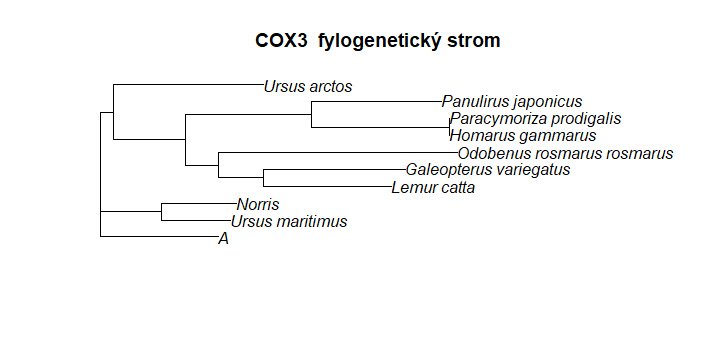 COX3 fylogenetický strom
Ursus arctos
Panulirus japonicus
Paracymoriza prodigalis
Homarus gammarus
Odobenus rosmarus rosmarus
Galeopterus variegatus
Lemur catta
Norris
Ursus maritimus
A